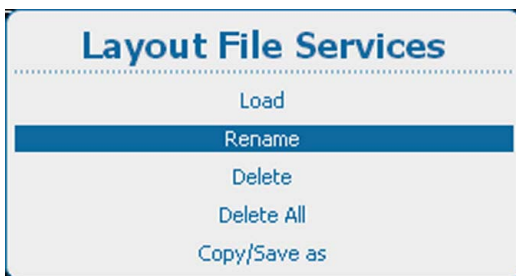 Layout File Services
Load
Rename
Delete
Delete All
Copy/Save as